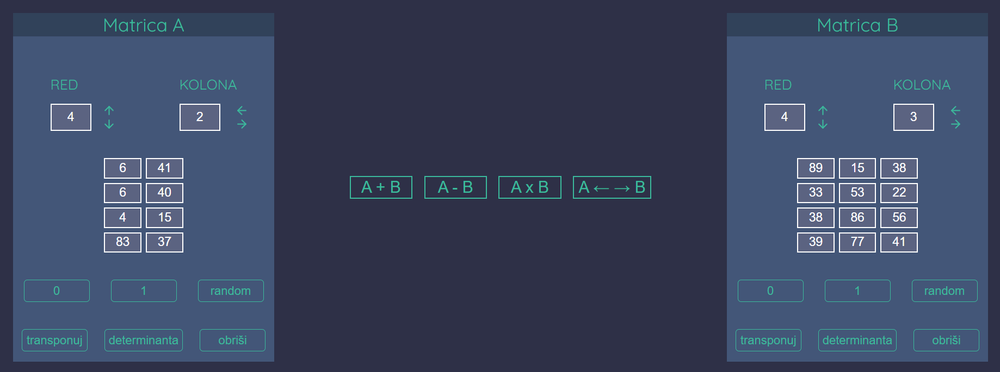 Matrica A
RED KOLONA
4 ↑ ↓ 2 ← →
6 41
6 40
4 15
83 37
0 1 random
transponuj determinanta obriši
A + B A - B A x B A ← → B
Matrica B
RED KOLONA
4 ↑ ↓ 3 ← →
89 15 38
33 53 22
38 86 56
39 77 41
0 1 random
transponuj determinanta obriši